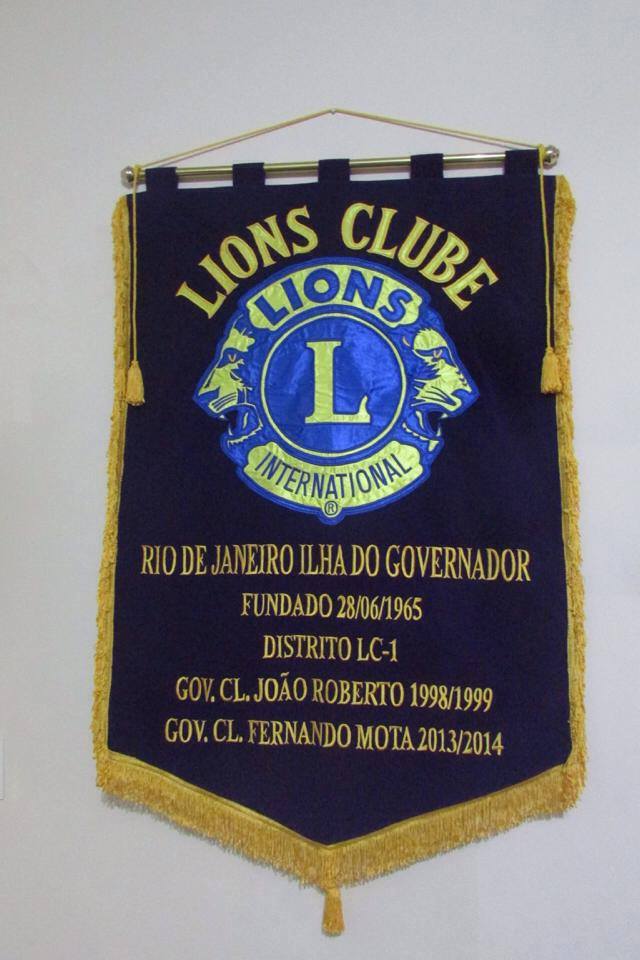 LIONS CLUBE
LIONS
L
INTERNATIONAL
®
RIO DE JANEIRO ILHA DO GOVERNADOR
FUNDADO 28/06/1965
DISTRITO LC-1
GOV. CL. JOÃO ROBERTO 1998/1999
GOV. CL. FERNANDO MOTA 2013/2014